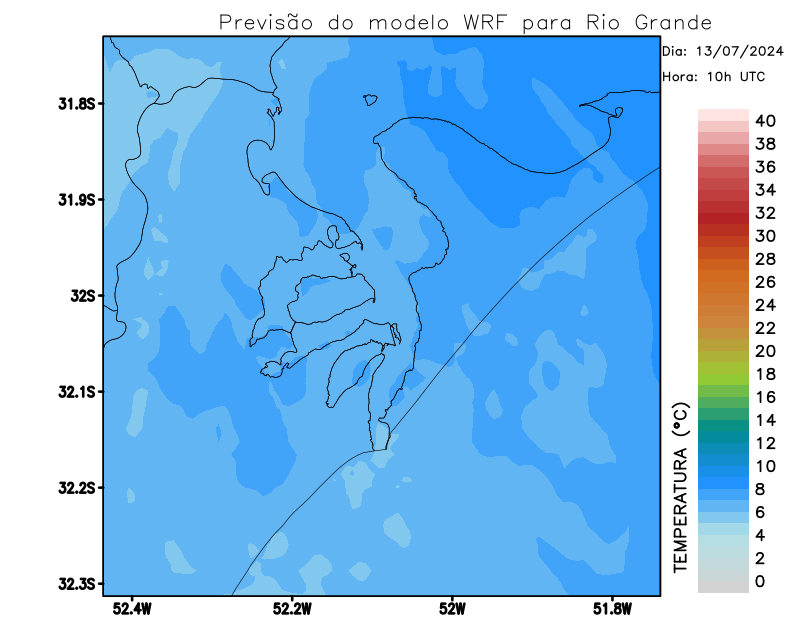 Previsão do modelo WRF para Rio Grande
Dia: 13/07/2024
Hora: 10h UTC
31.8S
31.9S
32S
32.1S
32.2S
32.3S
52.4W
52.2W
52W
51.8W
TEMPERATURA (°C)
40
38
36
34
32
30
28
26
24
22
20
18
16
14
12
10
8
6
4
2
0